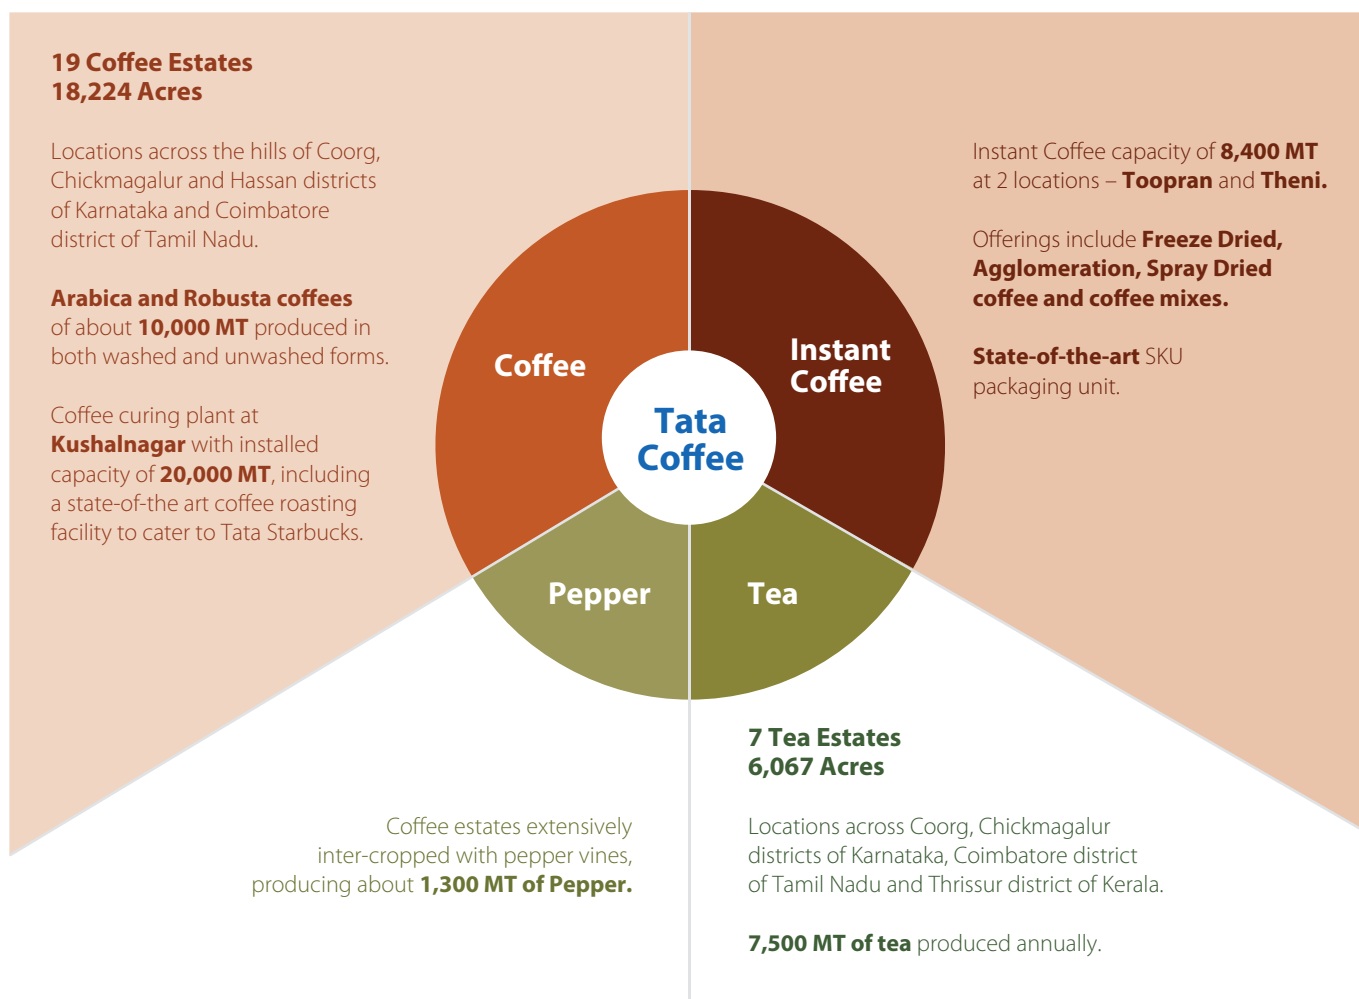 19 Coffee Estates
18,224 Acres
Locations across the hills of Coorg,
Chickmagalur and Hassan districts
of Karnataka and Coimbatore
district of Tamil Nadu.
Arabica and Robusta coffees
of about 10,000 MT produced in
both washed and unwashed forms.
Coffee curing plant at
Kushalnagar with installed
capacity of 20,000 MT, including
a state-of-the art coffee roasting
facility to cater to Tata Starbucks.
Instant Coffee capacity of 8,400 MT
at 2 locations – Toopran and Theni.
Offerings include Freeze Dried,
Agglomeration, Spray Dried
coffee and coffee mixes.
State-of-the-art SKU
packaging unit.
Coffee
Instant
Coffee
Tata
Coffee
Pepper
Tea
Coffee estates extensively
inter-cropped with pepper vines,
producing about 1,300 MT of Pepper.
7 Tea Estates
6,067 Acres
Locations across Coorg, Chickmagalur
districts of Karnataka, Coimbatore district
of Tamil Nadu and Thrissur district of Kerala.
7,500 MT of tea produced annually.